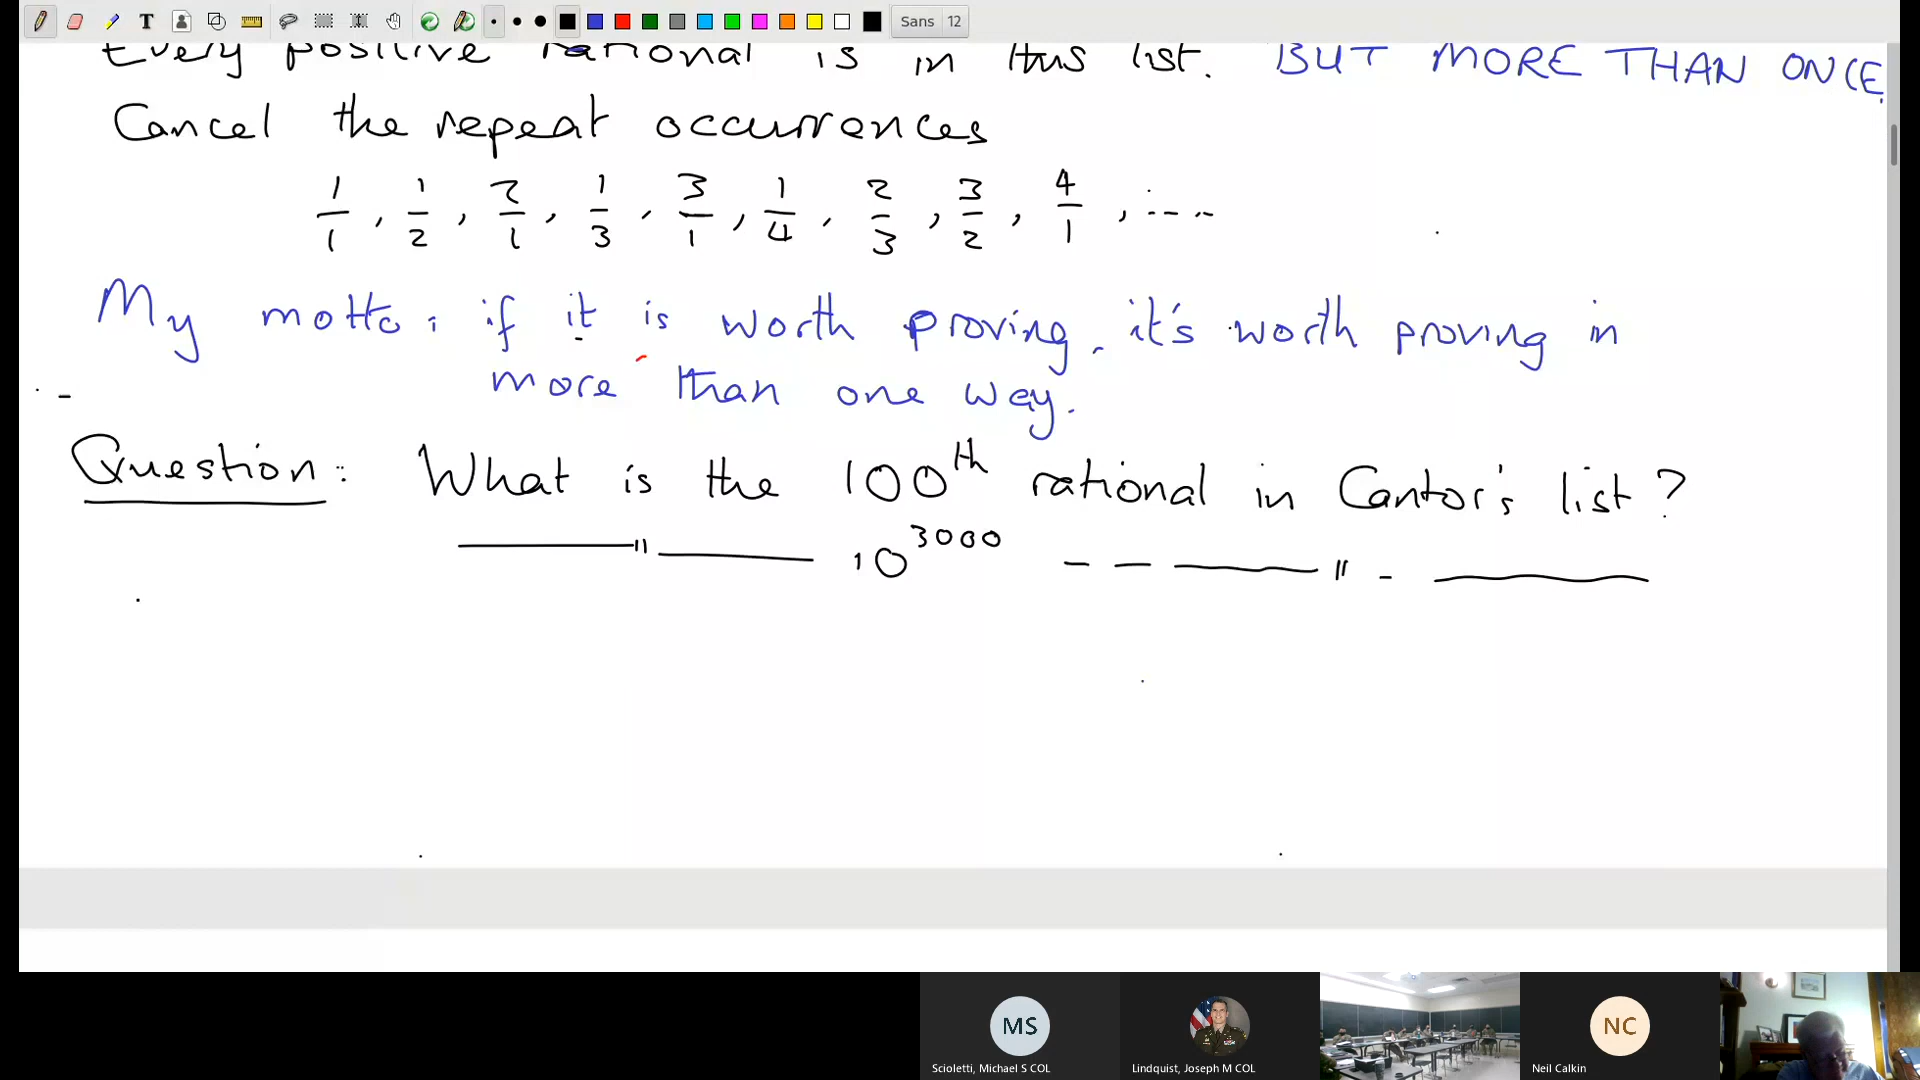 Sans 12
Every positive rational is in this list. BUT MORE THAN ONCE.
Cancel the repeat occurrences
1/1, 1/2, 2/1, 1/3, 3/1, 1/4, 2/3, 3/2, 4/1, .....
My motto: if it is worth proving, it's worth proving in
more than one way.
Question: What is the 100th rational in Cantor's list?
—— " —— 10^3000 — — —— " - ——
MS
NC
Scioletti, Michael S COL
Lindquist, Joseph M COL
Neil Calkin